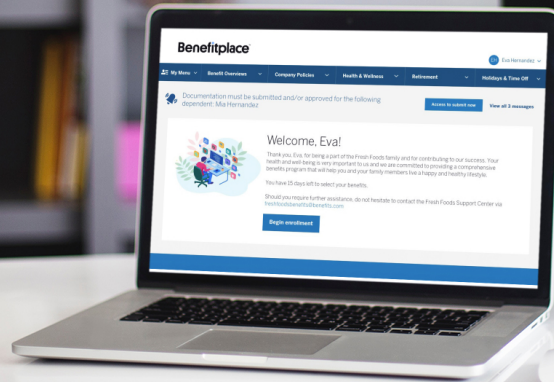 Benefitplace
EH Eva Hernandez
My Menu Benefit Overviews Company Policies Health & Wellness Retirement Holidays & Time Off
Documentation must be submitted and/or approved for the following
dependent: Mia Hernandez
Access to submit now View all 3 messages
Welcome, Eva!
Thank you, Eva, for being a part of the Fresh Foods family and for contributing to our success. Your
health and well-being is very important to us and we are committed to providing a comprehensive
benefits program that will help you and your family members live a happy and healthy lifestyle.
You have 15 days left to select your benefits.
Should you require further assistance, do not hesitate to contact the Fresh Foods Support Center via
freshfoodsbenefits@benefits.com
Begin enrollment